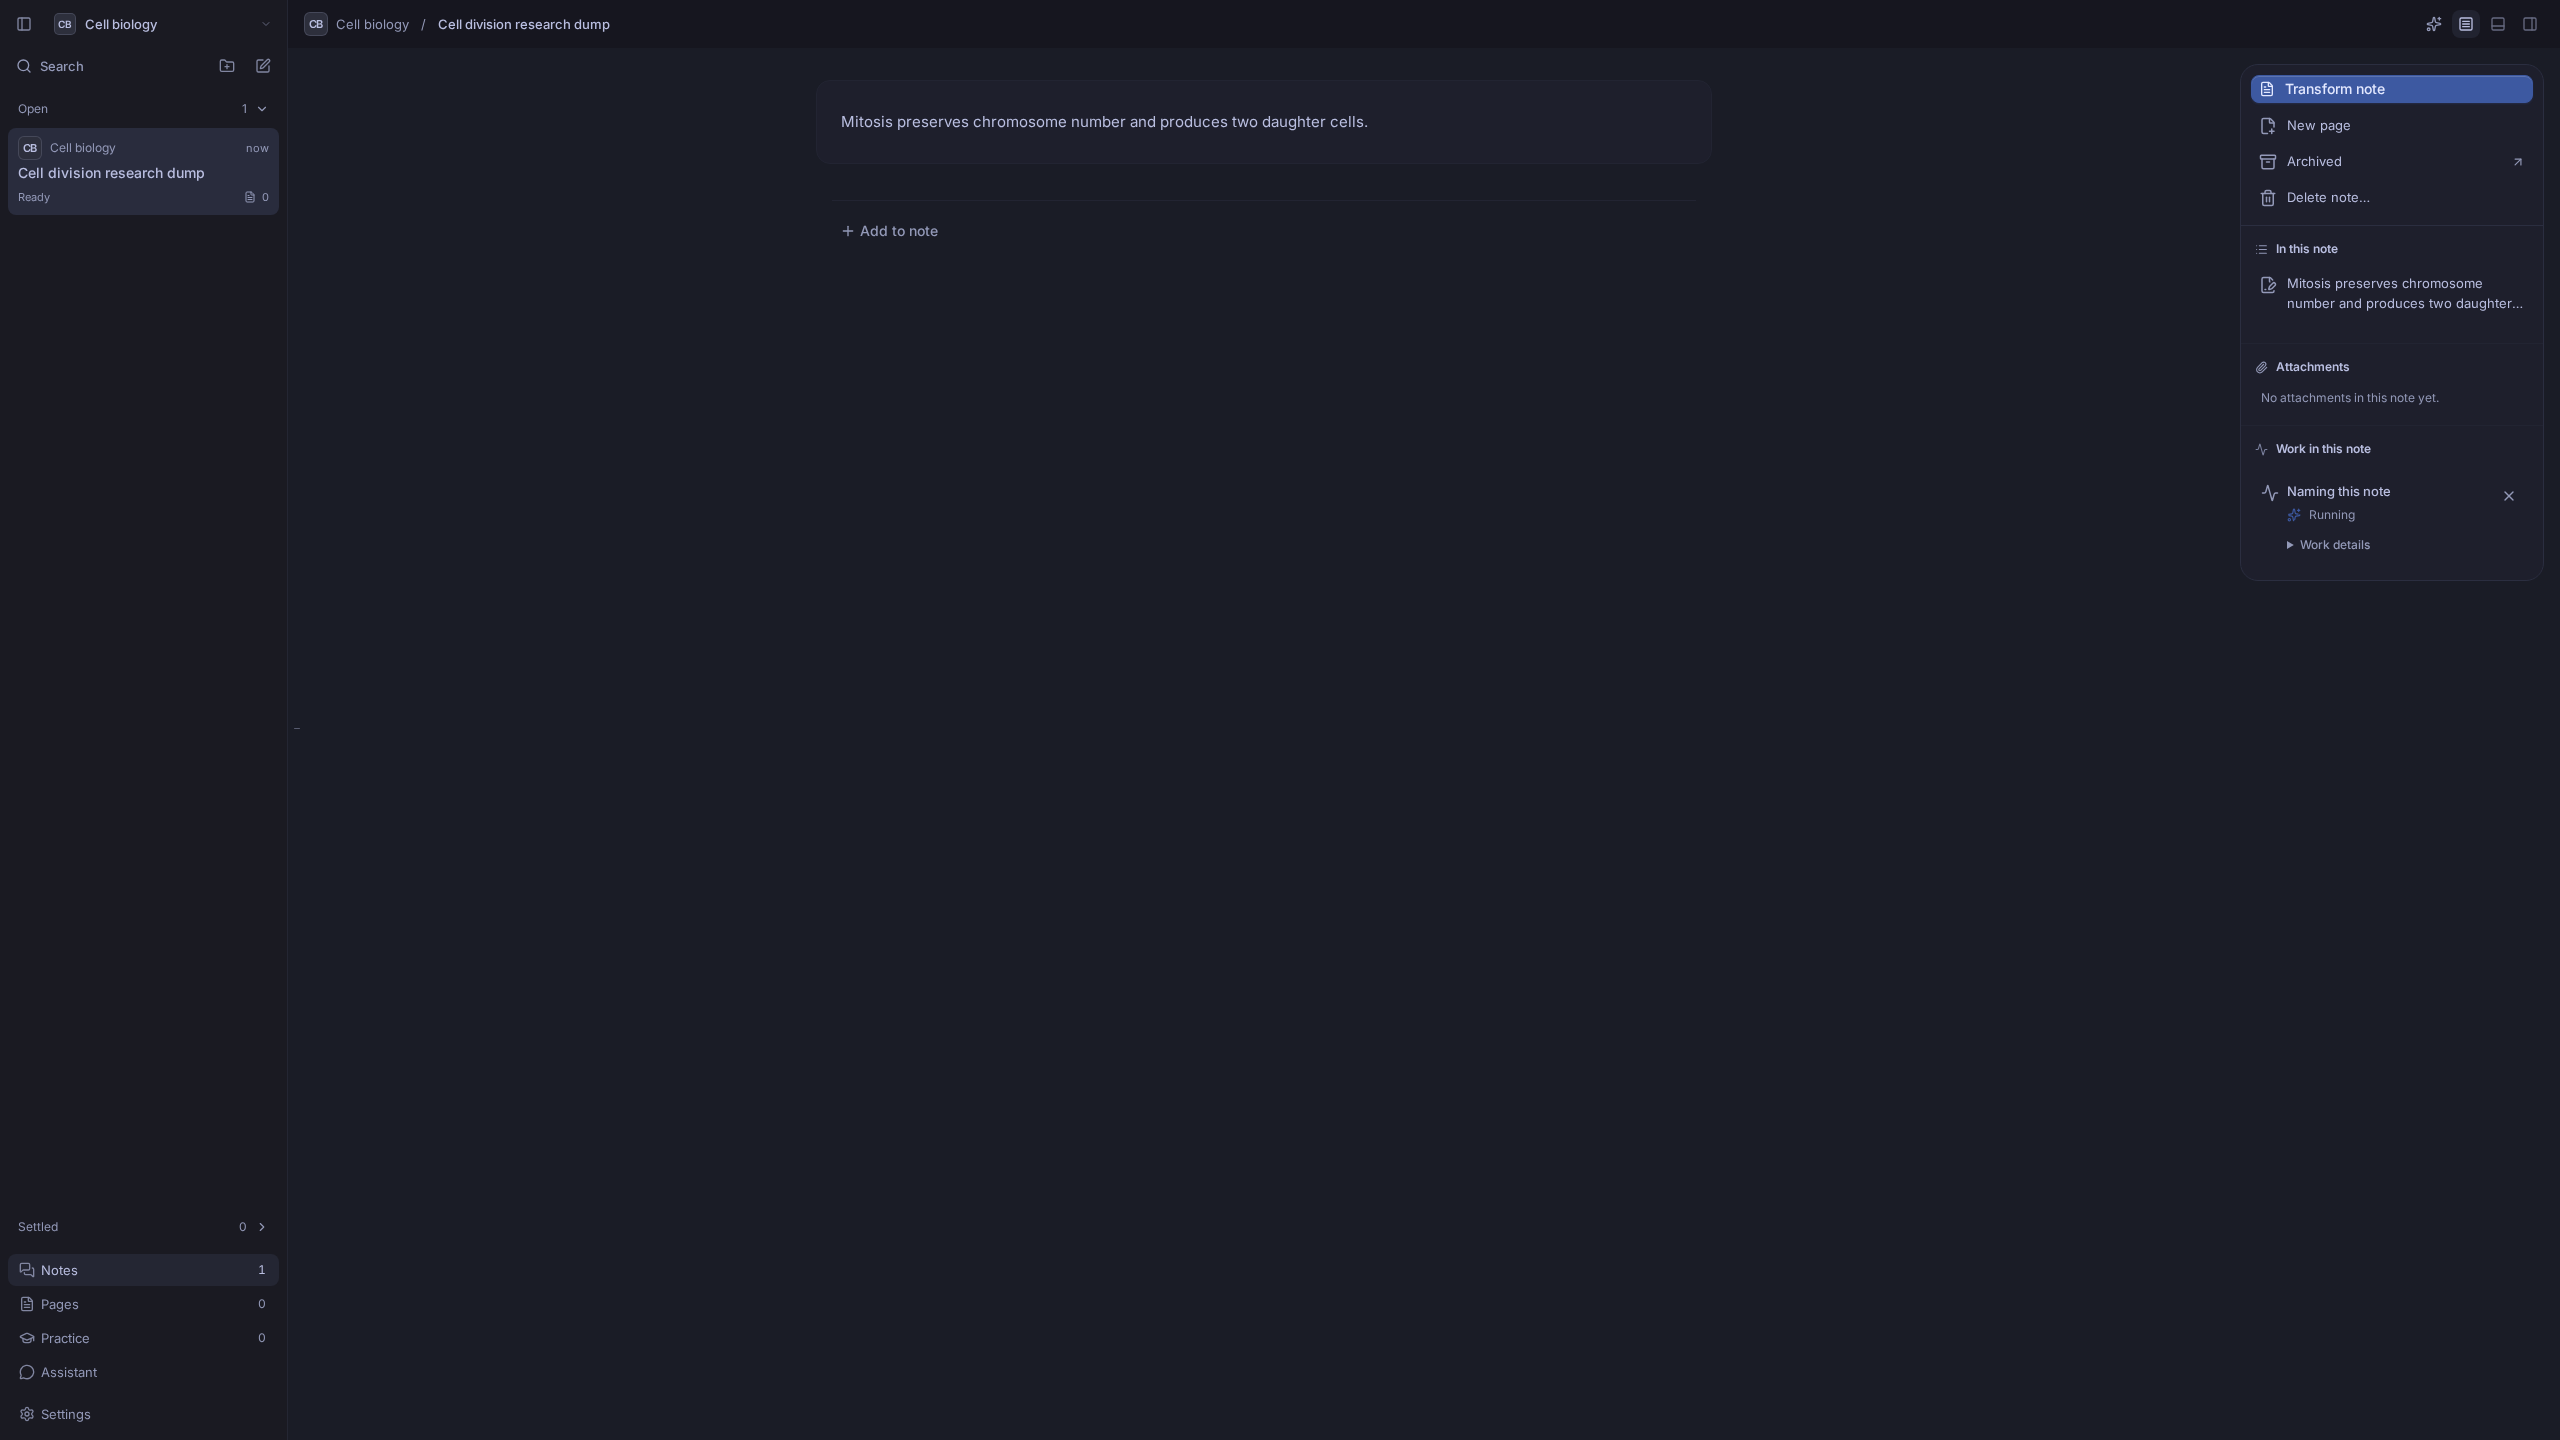 CB Cell biology
Search
Open 1
CB Cell biology now
Cell division research dump
Ready 0
Settled 0
Notes 1
Pages 0
Practice 0
Assistant
Settings
CB Cell biology / Cell division research dump
Mitosis preserves chromosome number and produces two daughter cells.
+ Add to note
Transform note
New page
Archived
Delete note...
In this note
Mitosis preserves chromosome
number and produces two daughter...
Attachments
No attachments in this note yet.
Work in this note
Naming this note
Running
Work details